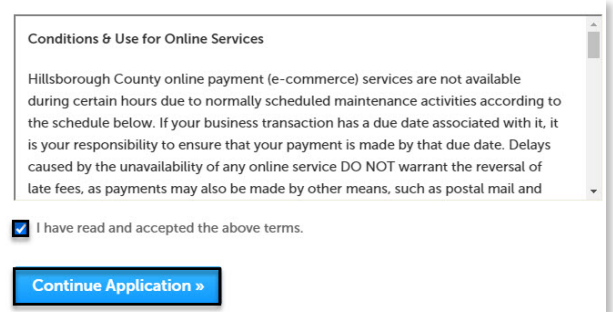 Conditions & Use for Online Services
Hillsborough County online payment (e-commerce) services are not available
during certain hours due to normally scheduled maintenance activities according to
the schedule below. If your business transaction has a due date associated with it, it
is your responsibility to ensure that your payment is made by that due date. Delays
caused by the unavailability of any online service DO NOT warrant the reversal of
late fees, as payments may also be made by other means, such as postal mail and
I have read and accepted the above terms.
Continue Application »